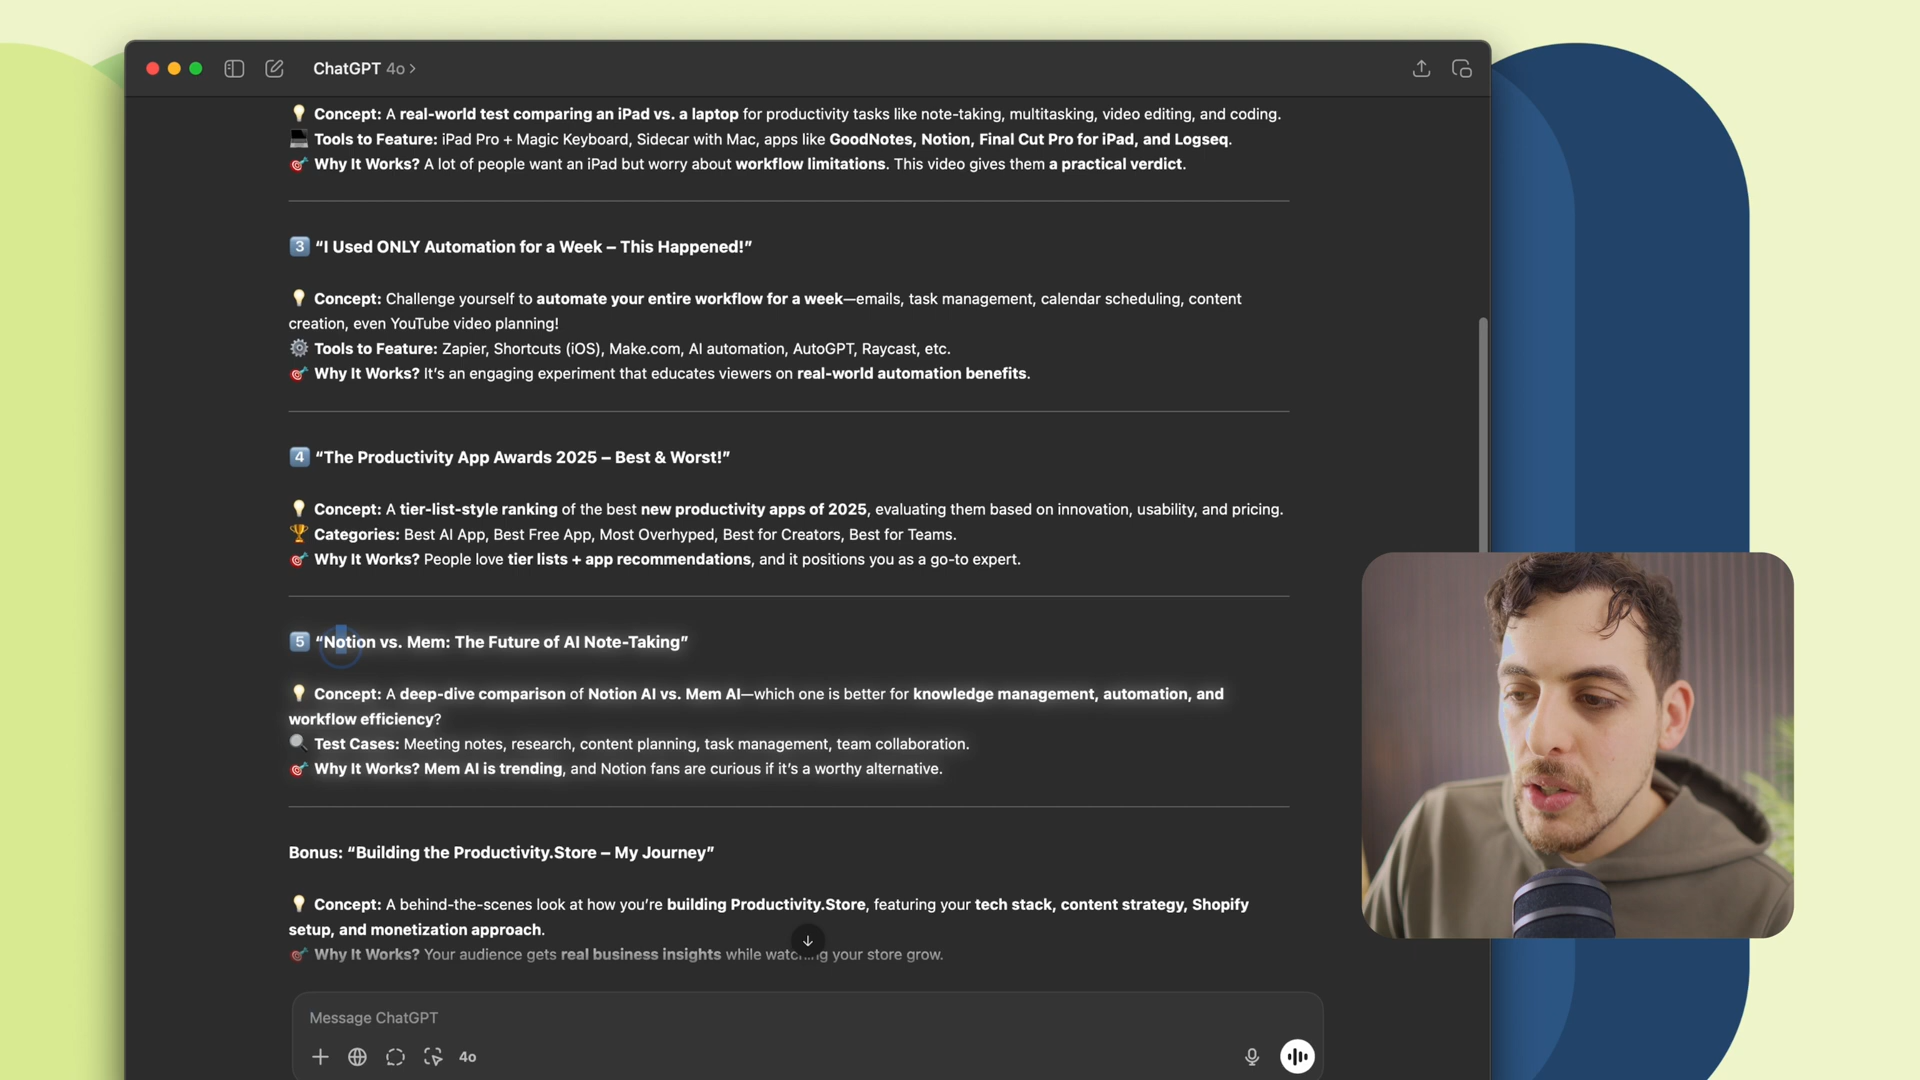 ChatGPT 4o >
Concept: A real-world test comparing an iPad vs. a laptop for productivity tasks like note-taking, multitasking, video editing, and coding.
Tools to Feature: iPad Pro + Magic Keyboard, Sidecar with Mac, apps like GoodNotes, Notion, Final Cut Pro for iPad, and Logseq.
Why It Works? A lot of people want an iPad but worry about workflow limitations. This video gives them a practical verdict.
3 “I Used ONLY Automation for a Week – This Happened!”
Concept: Challenge yourself to automate your entire workflow for a week—emails, task management, calendar scheduling, content
creation, even YouTube video planning!
Tools to Feature: Zapier, Shortcuts (iOS), Make.com, AI automation, AutoGPT, Raycast, etc.
Why It Works? It’s an engaging experiment that educates viewers on real-world automation benefits.
4 “The Productivity App Awards 2025 – Best & Worst!”
Concept: A tier-list-style ranking of the best new productivity apps of 2025, evaluating them based on innovation, usability, and pricing.
Categories: Best AI App, Best Free App, Most Overhyped, Best for Creators, Best for Teams.
Why It Works? People love tier lists + app recommendations, and it positions you as a go-to expert.
5 “Notion vs. Mem: The Future of AI Note-Taking”
Concept: A deep-dive comparison of Notion AI vs. Mem AI—which one is better for knowledge management, automation, and
workflow efficiency?
Test Cases: Meeting notes, research, content planning, task management, team collaboration.
Why It Works? Mem AI is trending, and Notion fans are curious if it’s a worthy alternative.
Bonus: “Building the Productivity.Store – My Journey”
Concept: A behind-the-scenes look at how you’re building Productivity.Store, featuring your tech stack, content strategy, Shopify
setup, and monetization approach.
Why It Works? Your audience gets real business insights while watching your store grow.
Message ChatGPT
4o